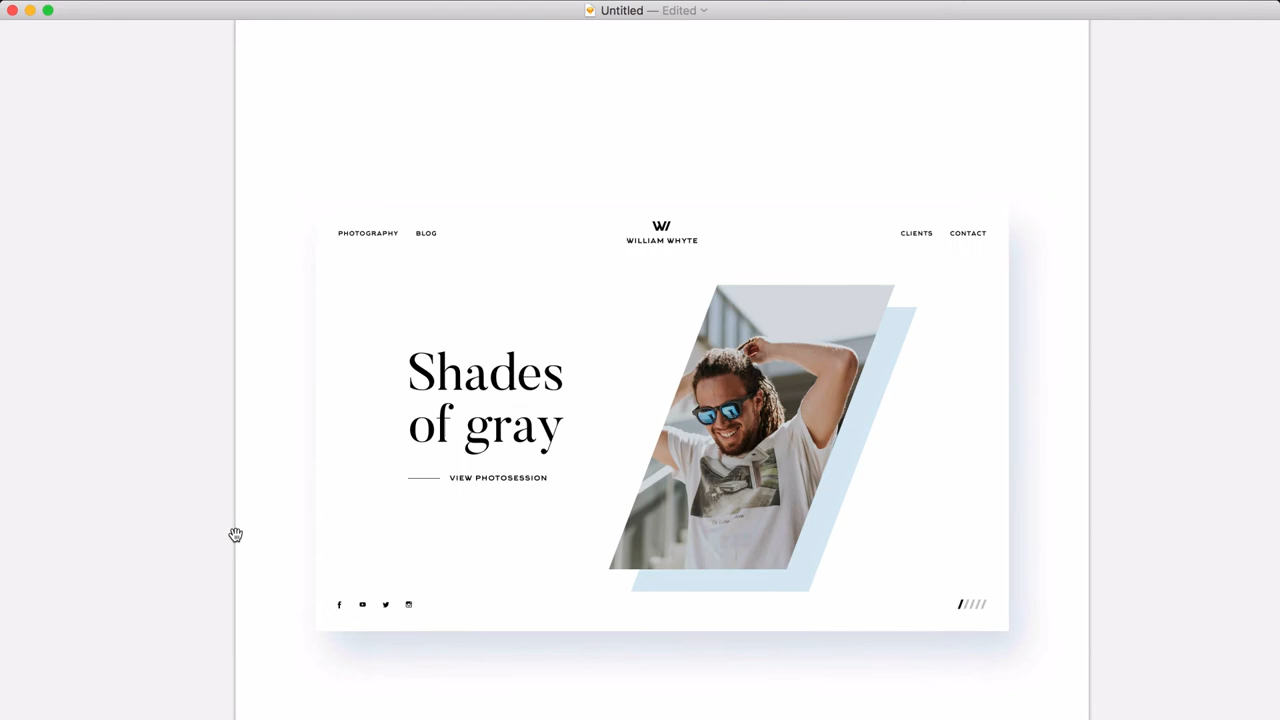 Untitled — Edited
PHOTOGRAPHY BLOG
W
WILLIAM WHYTE
CLIENTS CONTACT
Shades
of gray
VIEW PHOTOSESSION